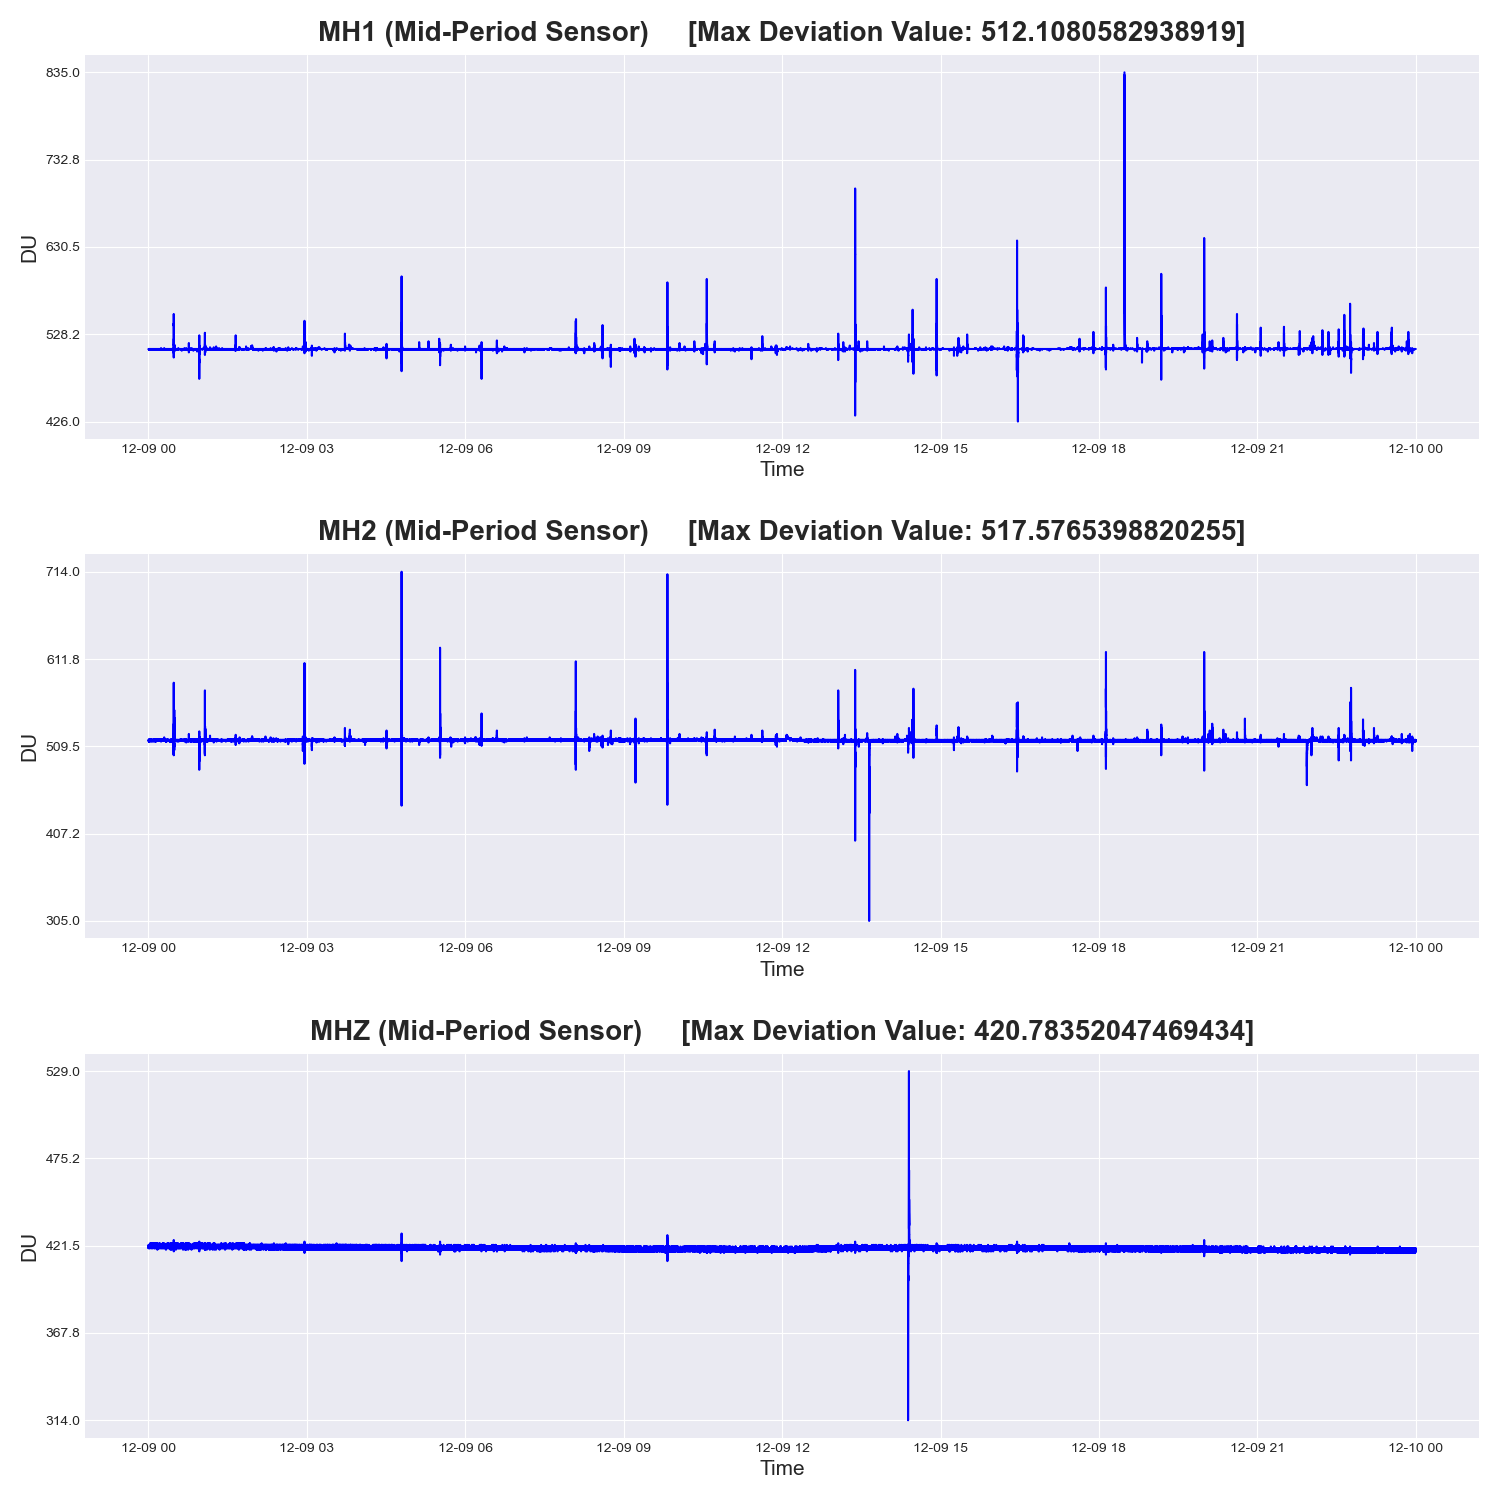 MH1 (Mid-Period Sensor) [Max Deviation Value: 512.1080582938919]
835.0
732.8
630.5
528.2
426.0
DU
12-09 00 12-09 03 12-09 06 12-09 09 12-09 12 12-09 15 12-09 18 12-09 21 12-10 00
Time
MH2 (Mid-Period Sensor) [Max Deviation Value: 517.5765398820255]
714.0
611.8
509.5
407.2
305.0
DU
12-09 00 12-09 03 12-09 06 12-09 09 12-09 12 12-09 15 12-09 18 12-09 21 12-10 00
Time
MHZ (Mid-Period Sensor) [Max Deviation Value: 420.78352047469434]
529.0
475.2
421.5
367.8
314.0
DU
12-09 00 12-09 03 12-09 06 12-09 09 12-09 12 12-09 15 12-09 18 12-09 21 12-10 00
Time